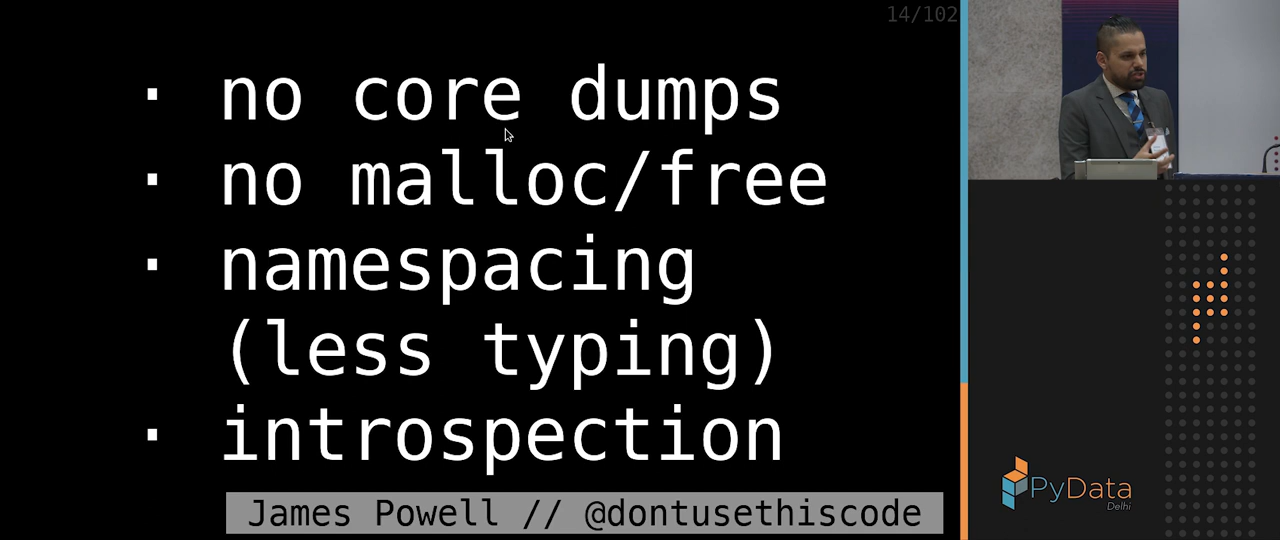 14/102
· no core dumps
· no malloc/free
· namespacing
(less typing)
· introspection
James Powell // @dontusethiscode
PyData
Delhi